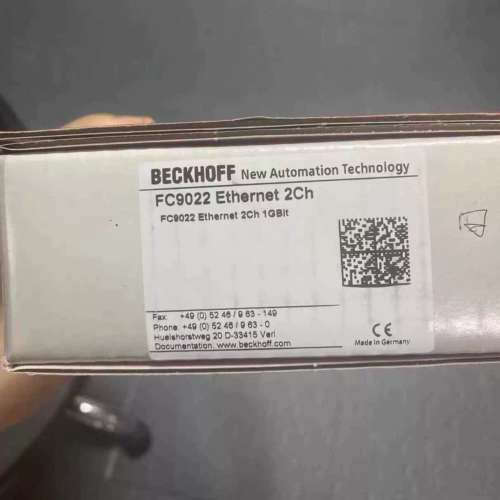 BECKHOFF New Automation Technology
FC9022 Ethernet 2Ch
FC9022 Ethernet 2Ch 1GBit
Fax: +49 (0) 52 46 / 9 63 - 149
Phone: +49 (0) 52 46 / 9 63 - 0
Huelshorstweg 20 D-33415 Verl
Documentation: www.beckhoff.com
CE
Made in Germany